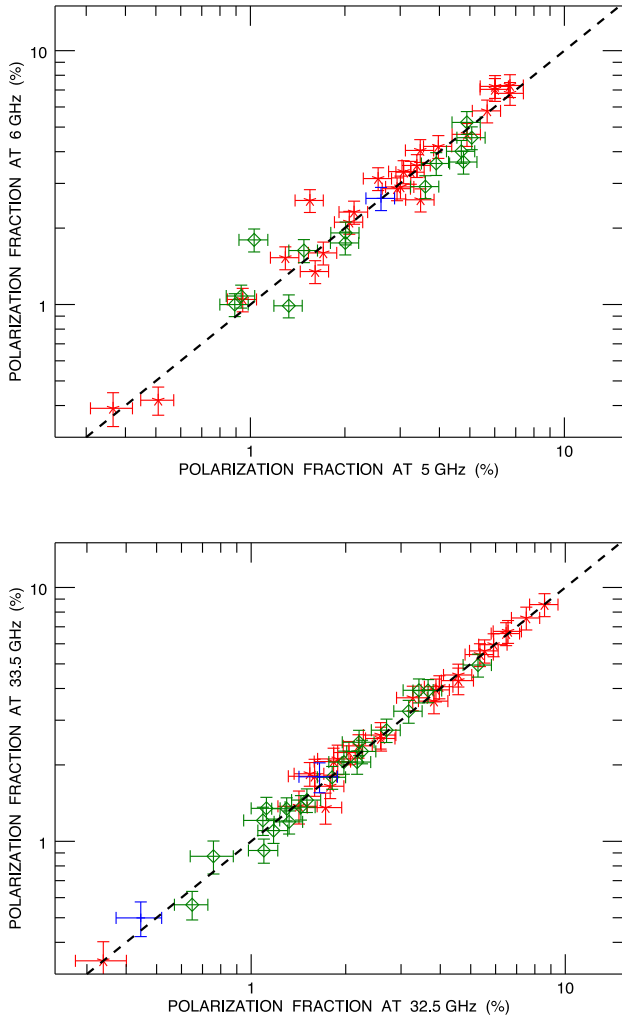 10
1
POLARIZATION FRACTION AT 6 GHz (%)
1
10
POLARIZATION FRACTION AT 5 GHz (%)
10
1
POLARIZATION FRACTION AT 33.5 GHz (%)
1
10
POLARIZATION FRACTION AT 32.5 GHz (%)